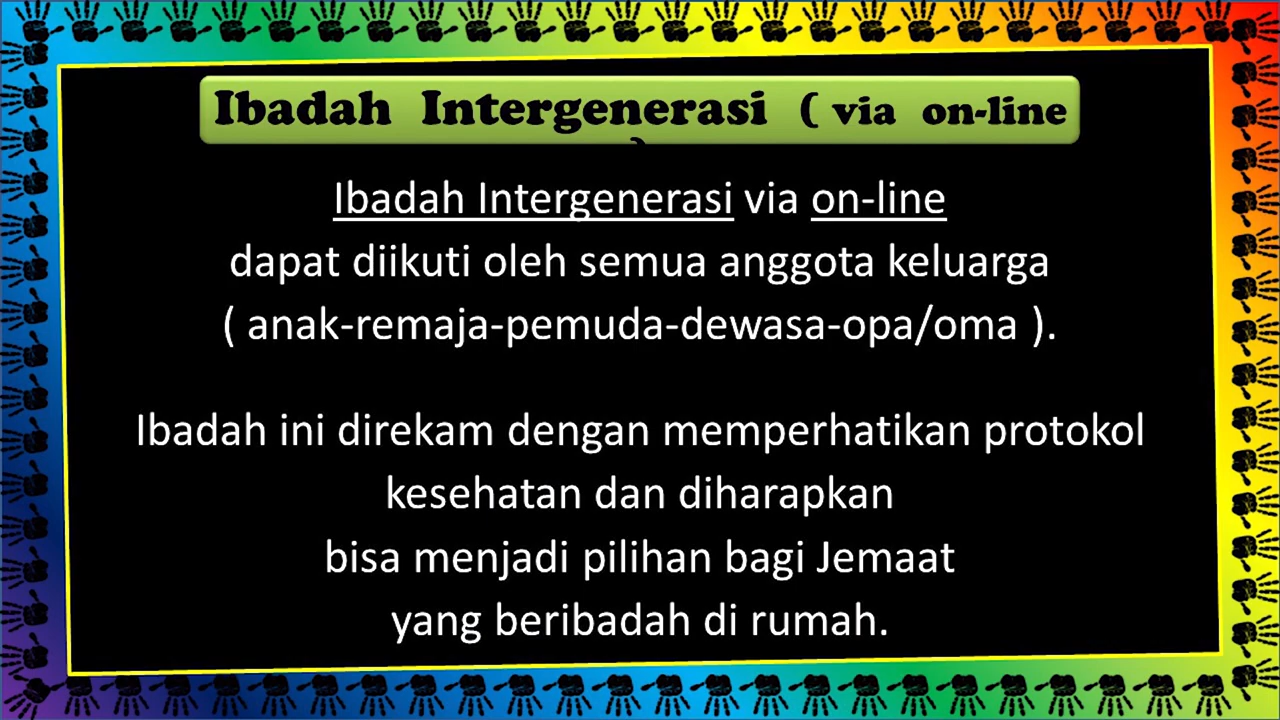 Ibadah Intergenerasi ( via on-line
)
Ibadah Intergenerasi via on-line
dapat diikuti oleh semua anggota keluarga
( anak-remaja-pemuda-dewasa-opa/oma ).
Ibadah ini direkam dengan memperhatikan protokol
kesehatan dan diharapkan
bisa menjadi pilihan bagi Jemaat
yang beribadah di rumah.